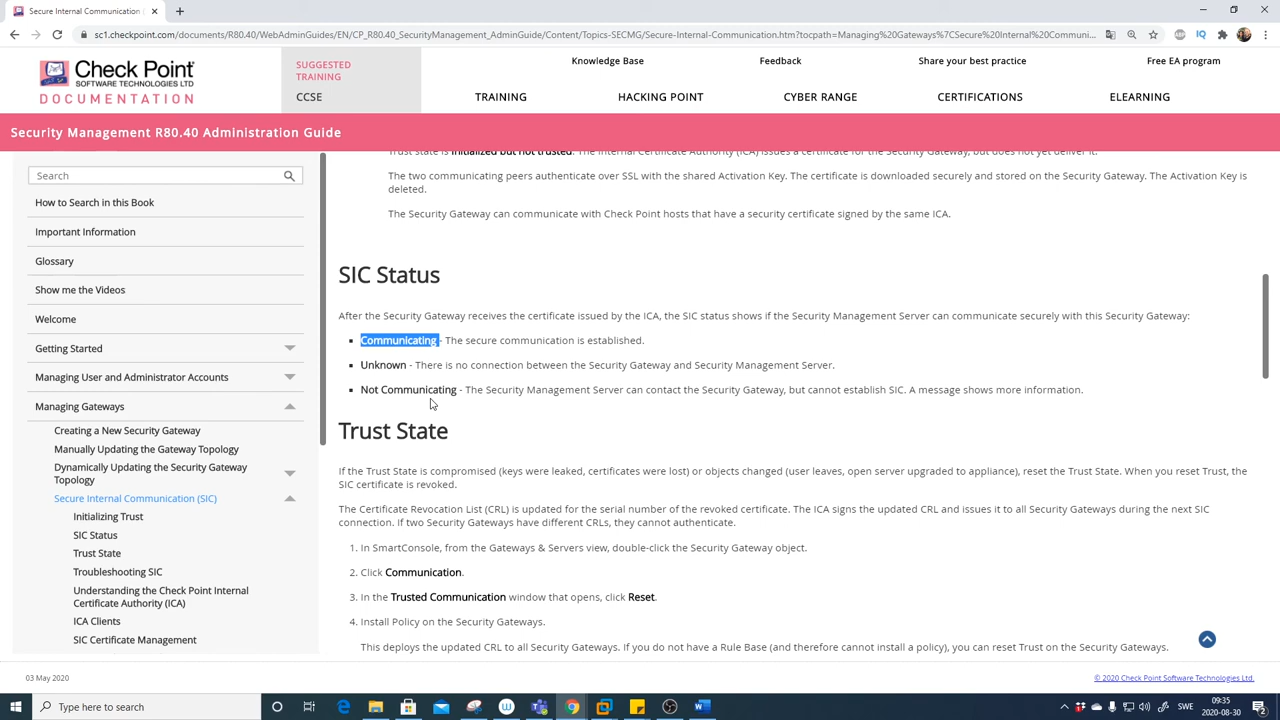 Secure Internal Communication (
sc1.checkpoint.com/documents/R80.40/WebAdminGuides/EN/CP_R80.40_SecurityManagement_AdminGuide/Content/Topics-SECMG/Secure-Internal-Communication.htm?tocpath=Managing%20Gateways%7CSecure%20Internal%20Communi...
Check Point
SOFTWARE TECHNOLOGIES LTD
DOCUMENTATION
SUGGESTED
TRAINING
CCSE
Knowledge Base
Feedback
Share your best practice
Free EA program
TRAINING
HACKING POINT
CYBER RANGE
CERTIFICATIONS
ELEARNING
Security Management R80.40 Administration Guide
Search
How to Search in this Book
Important Information
Glossary
Show me the Videos
Welcome
Getting Started
Managing User and Administrator Accounts
Managing Gateways
Creating a New Security Gateway
Manually Updating the Gateway Topology
Dynamically Updating the Security Gateway
Topology
Secure Internal Communication (SIC)
Initializing Trust
SIC Status
Trust State
Troubleshooting SIC
Understanding the Check Point Internal
Certificate Authority (ICA)
ICA Clients
SIC Certificate Management
Trust state is Initialized but not trusted. The Internal Certificate Authority (ICA) issues a certificate for the Security Gateway, but does not yet deliver it.
The two communicating peers authenticate over SSL with the shared Activation Key. The certificate is downloaded securely and stored on the Security Gateway. The Activation Key is
deleted.
The Security Gateway can communicate with Check Point hosts that have a security certificate signed by the same ICA.
SIC Status
After the Security Gateway receives the certificate issued by the ICA, the SIC status shows if the Security Management Server can communicate securely with this Security Gateway:
Communicating - The secure communication is established.
Unknown - There is no connection between the Security Gateway and Security Management Server.
Not Communicating - The Security Management Server can contact the Security Gateway, but cannot establish SIC. A message shows more information.
Trust State
If the Trust State is compromised (keys were leaked, certificates were lost) or objects changed (user leaves, open server upgraded to appliance), reset the Trust State. When you reset Trust, the
SIC certificate is revoked.
The Certificate Revocation List (CRL) is updated for the serial number of the revoked certificate. The ICA signs the updated CRL and issues it to all Security Gateways during the next SIC
connection. If two Security Gateways have different CRLs, they cannot authenticate.
1. In SmartConsole, from the Gateways & Servers view, double-click the Security Gateway object.
2. Click Communication.
3. In the Trusted Communication window that opens, click Reset.
4. Install Policy on the Security Gateways.
This deploys the updated CRL to all Security Gateways. If you do not have a Rule Base (and therefore cannot install a policy), you can reset Trust on the Security Gateways.
03 May 2020
© 2020 Check Point Software Technologies Ltd.
Type here to search
SWE
09:35
2020-08-30